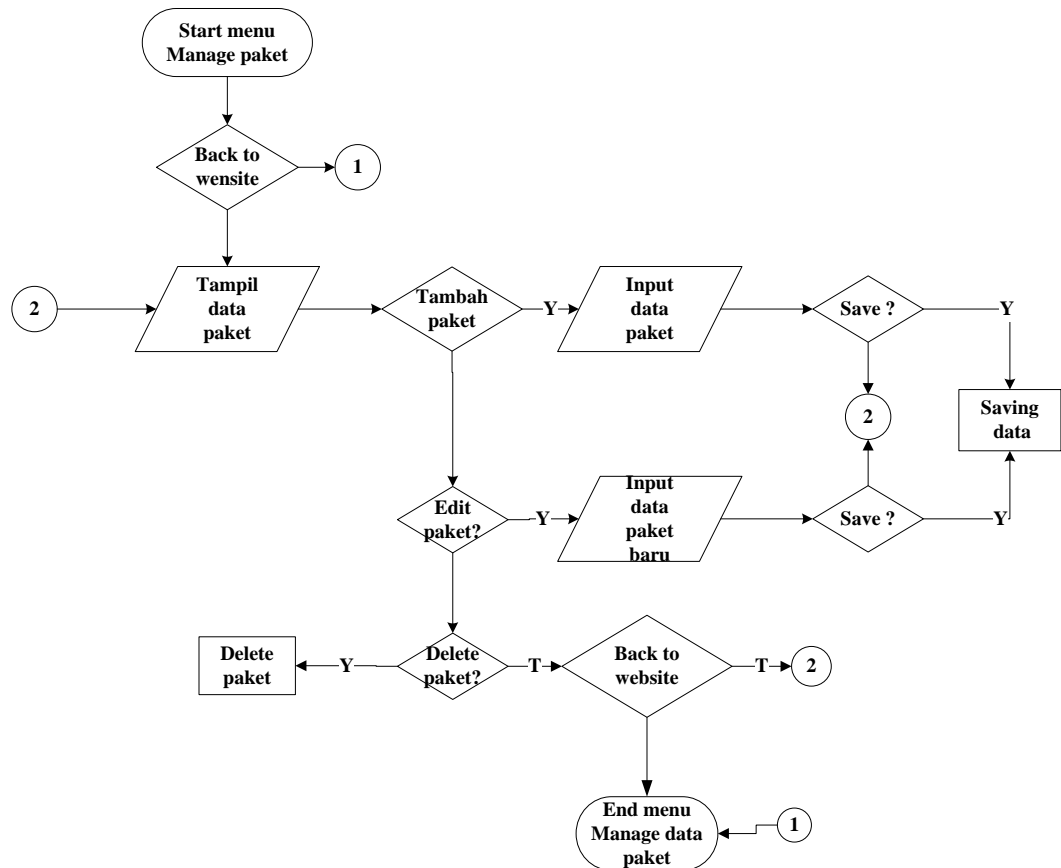 Start menu
Manage paket
Back to
wensite
1
2
Tampil
data
paket
Tambah
paket
Y
Input
data
paket
Save ?
Y
2
Saving
data
Edit
paket?
Y
Input
data
paket
baru
Save ?
Y
Delete
paket
Y
Delete
paket?
T
Back to
website
T
2
End menu
Manage data
paket
1